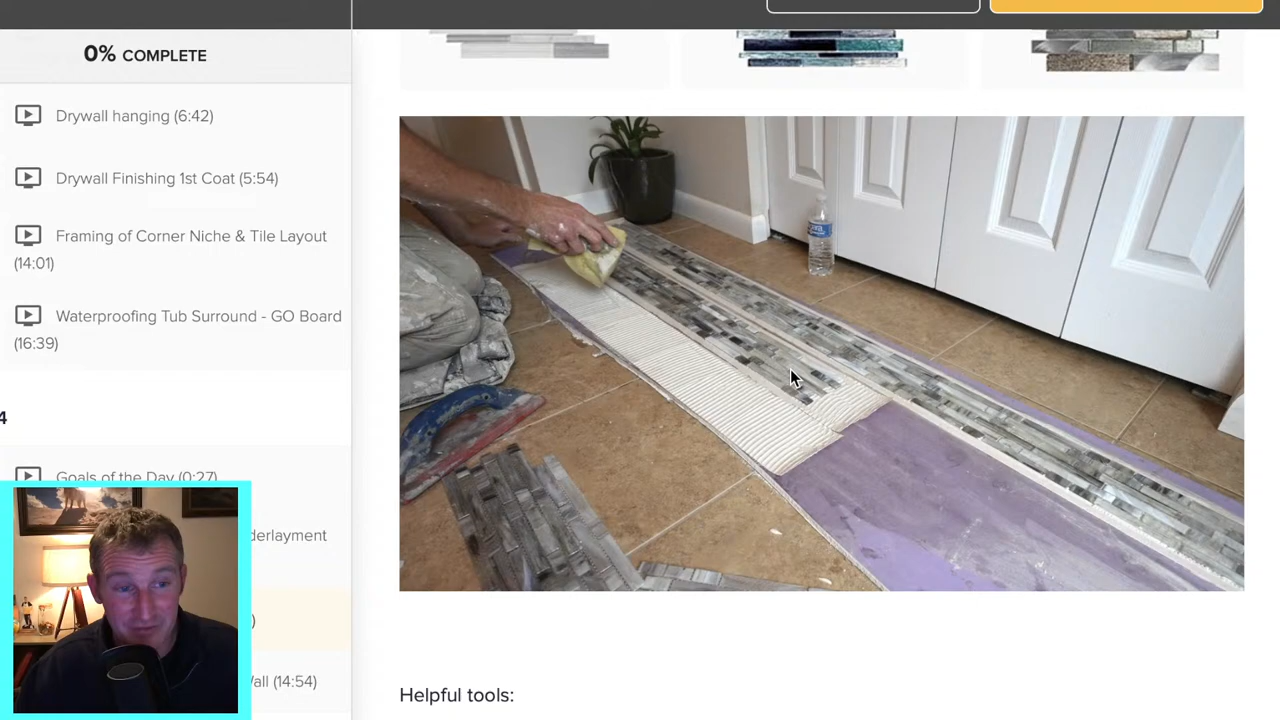 0% COMPLETE
Drywall hanging (6:42)
Drywall Finishing 1st Coat (5:54)
Framing of Corner Niche & Tile Layout
(14:01)
Waterproofing Tub Surround - GO Board
(16:39)
4
Goals of the Day (0:27)
derlayment
)
all (14:54)
Helpful tools: